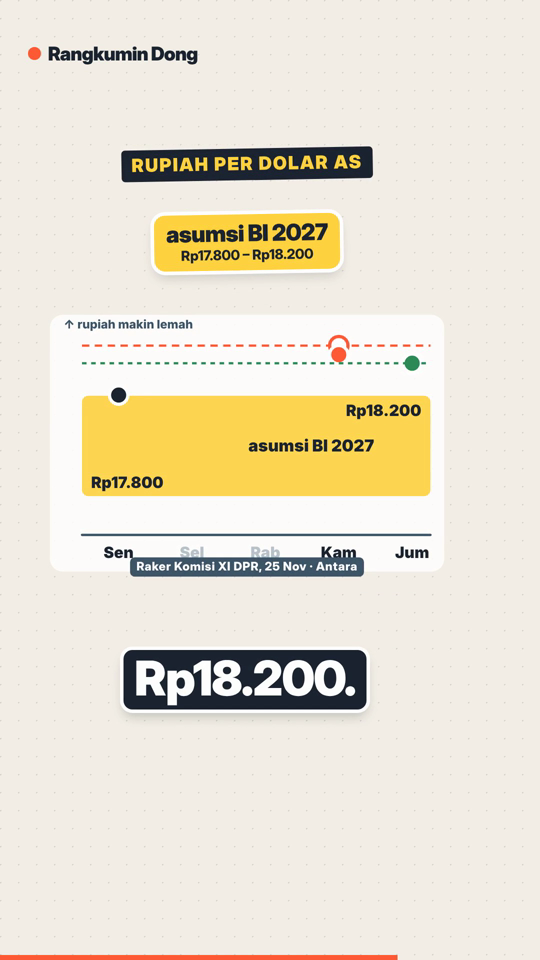 Rangkumin Dong
RUPIAH PER DOLAR AS
asumsi BI 2027
Rp17.800 – Rp18.200
↑ rupiah makin lemah
Rp18.200
asumsi BI 2027
Rp17.800
Sen Sel Rab Kam Jum
Raker Komisi XI DPR, 25 Nov · Antara
Rp18.200.